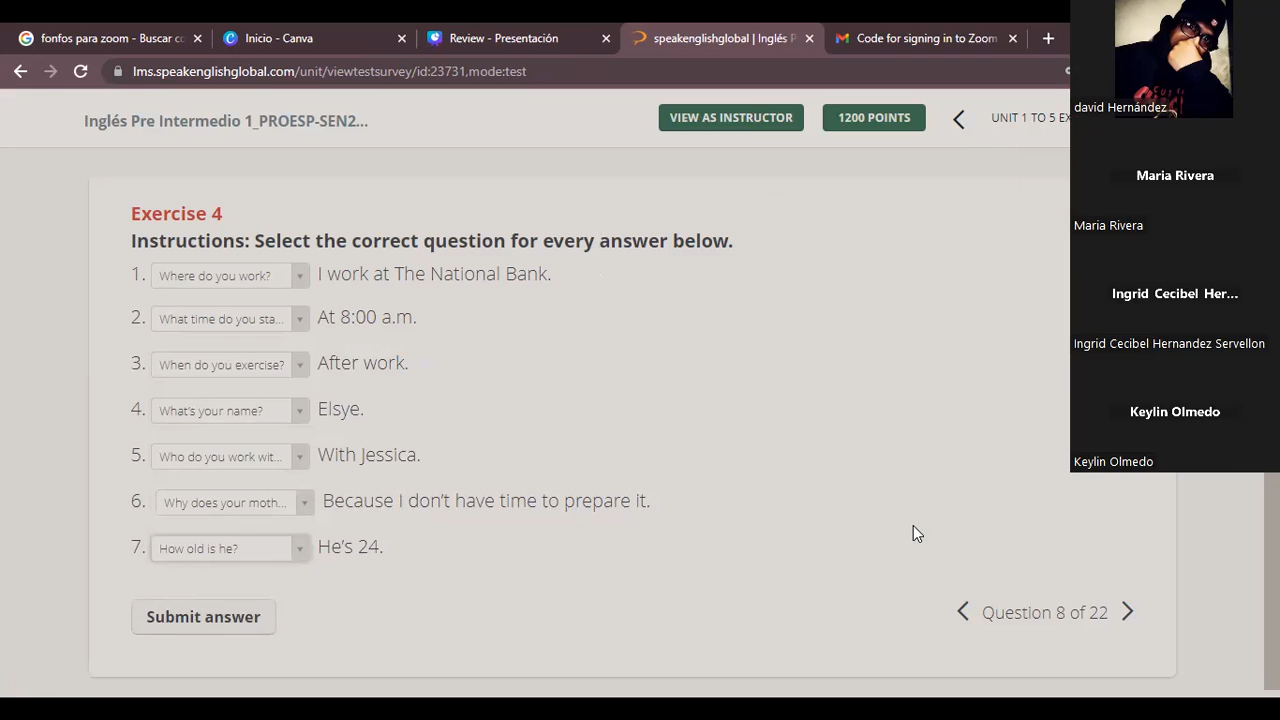 fonfos para zoom - Buscar co
Inicio - Canva
Review - Presentación
speakenglishglobal | Inglés P
Code for signing in to Zoom
lms.speakenglishglobal.com/unit/viewtestsurvey/id:23731,mode:test
Inglés Pre Intermedio 1_PROESP-SEN2...
VIEW AS INSTRUCTOR
1200 POINTS
UNIT 1 TO 5 EX
david Hernández
Maria Rivera
Maria Rivera
Ingrid Cecibel Her...
Ingrid Cecibel Hernandez Servellon
Keylin Olmedo
Keylin Olmedo
Exercise 4
Instructions: Select the correct question for every answer below.
1. Where do you work? I work at The National Bank.
2. What time do you sta... At 8:00 a.m.
3. When do you exercise? After work.
4. What's your name? Elsye.
5. Who do you work wit... With Jessica.
6. Why does your moth... Because I don't have time to prepare it.
7. How old is he? He's 24.
Submit answer
Question 8 of 22